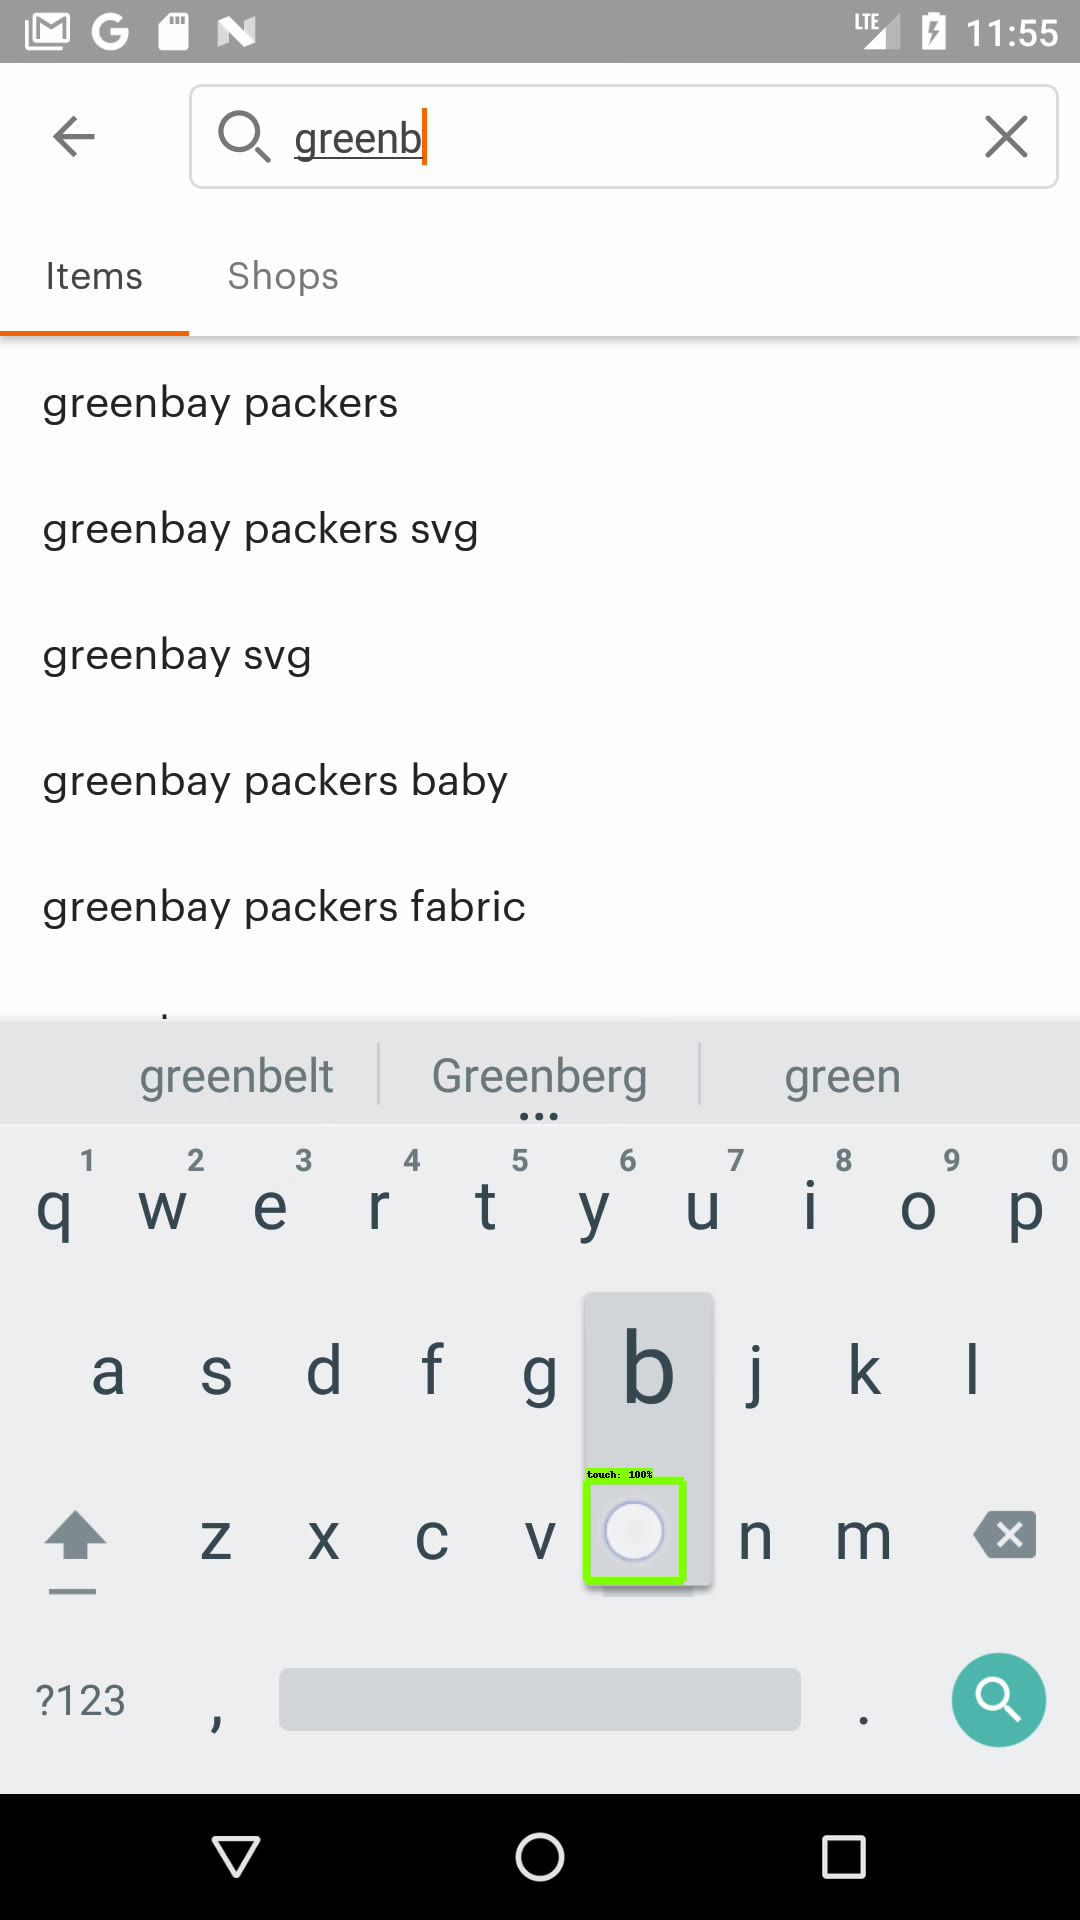 LTE 11:55
greenb
Items Shops
greenbay packers
greenbay packers svg
greenbay svg
greenbay packers baby
greenbay packers fabric
greenbelt Greenberg green
1 2 3 4 5 6 7 8 9 0
q w e r t y u i o p
a s d f g b j k l
touch: 100%
z x c v n m
?123 , .